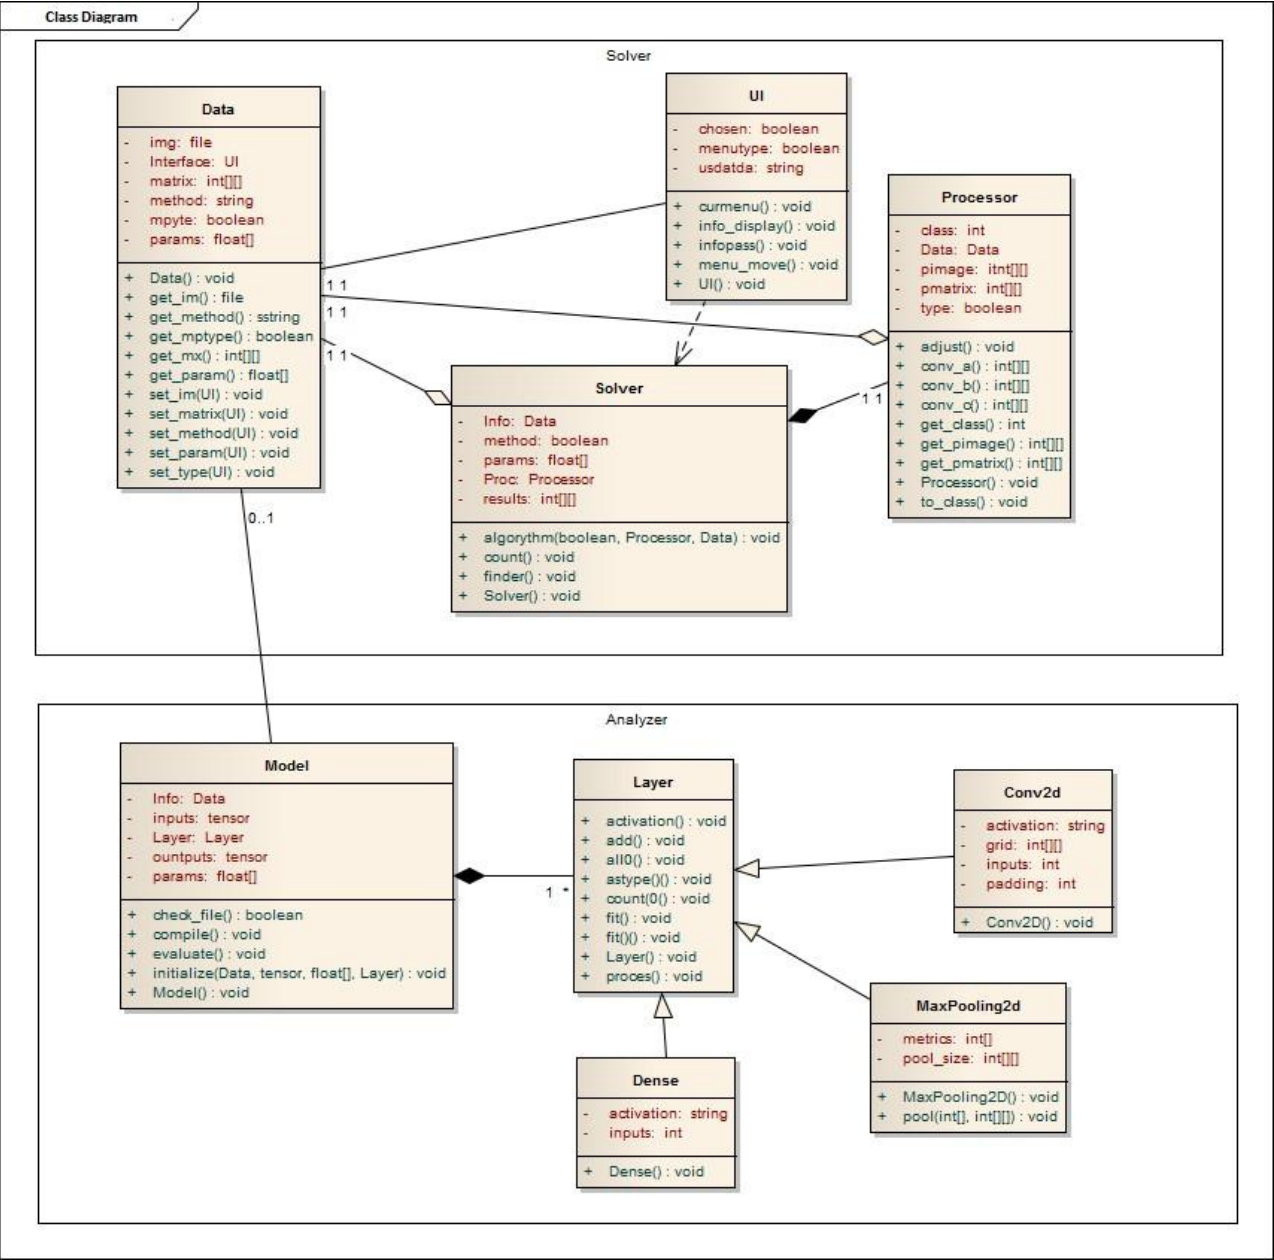 Class Diagram
Solver
Data
- img: file
- Interface: UI
- matrix: int[][]
- method: string
- mpyte: boolean
- params: float[]
+ Data() : void
+ get_im() : file
+ get_method() : sstring
+ get_mptype() : boolean
+ get_mx() : int[][]
+ get_param() : float[]
+ set_im(UI) : void
+ set_matrix(UI) : void
+ set_method(UI) : void
+ set_param(UI) : void
+ set_type(UI) : void
UI
- chosen: boolean
- menutype: boolean
- usdatda: string
+ curmenu() : void
+ info_display() : void
+ infopass() : void
+ menu_move() : void
+ UI() : void
Processor
- class: int
- Data: Data
- pimage: itnt[][]
- pmatrix: int[][]
- type: boolean
+ adjust() : void
+ conv_a() : int[][]
+ conv_b() : int[][]
+ conv_c() : int[][]
+ get_class() : int
+ get_pimage() : int[][]
+ get_pmatrix() : int[][]
+ Processor() : void
+ to_class() : void
1 1
1 1
1 1
1 1
Solver
- Info: Data
- method: boolean
- params: float[]
- Proc: Processor
- results: int[][]
+ algorythm(boolean, Processor, Data) : void
+ count() : void
+ finder() : void
+ Solver() : void
0..1
Analyzer
Model
- Info: Data
- inputs: tensor
- Layer: Layer
- ountputs: tensor
- params: float[]
+ check_file() : boolean
+ compile() : void
+ evaluate() : void
+ initialize(Data, tensor, float[], Layer) : void
+ Model() : void
1 *
Layer
+ activation() : void
+ add() : void
+ all0() : void
+ astype()() : void
+ count(0() : void
+ fit() : void
+ fit()() : void
+ Layer() : void
+ proces() : void
Conv2d
- activation: string
- grid: int[][]
- inputs: int
- padding: int
+ Conv2D() : void
MaxPooling2d
- metrics: int[]
- pool_size: int[][]
+ MaxPooling2D() : void
+ pool(int[], int[][]) : void
Dense
- activation: string
- inputs: int
+ Dense() : void